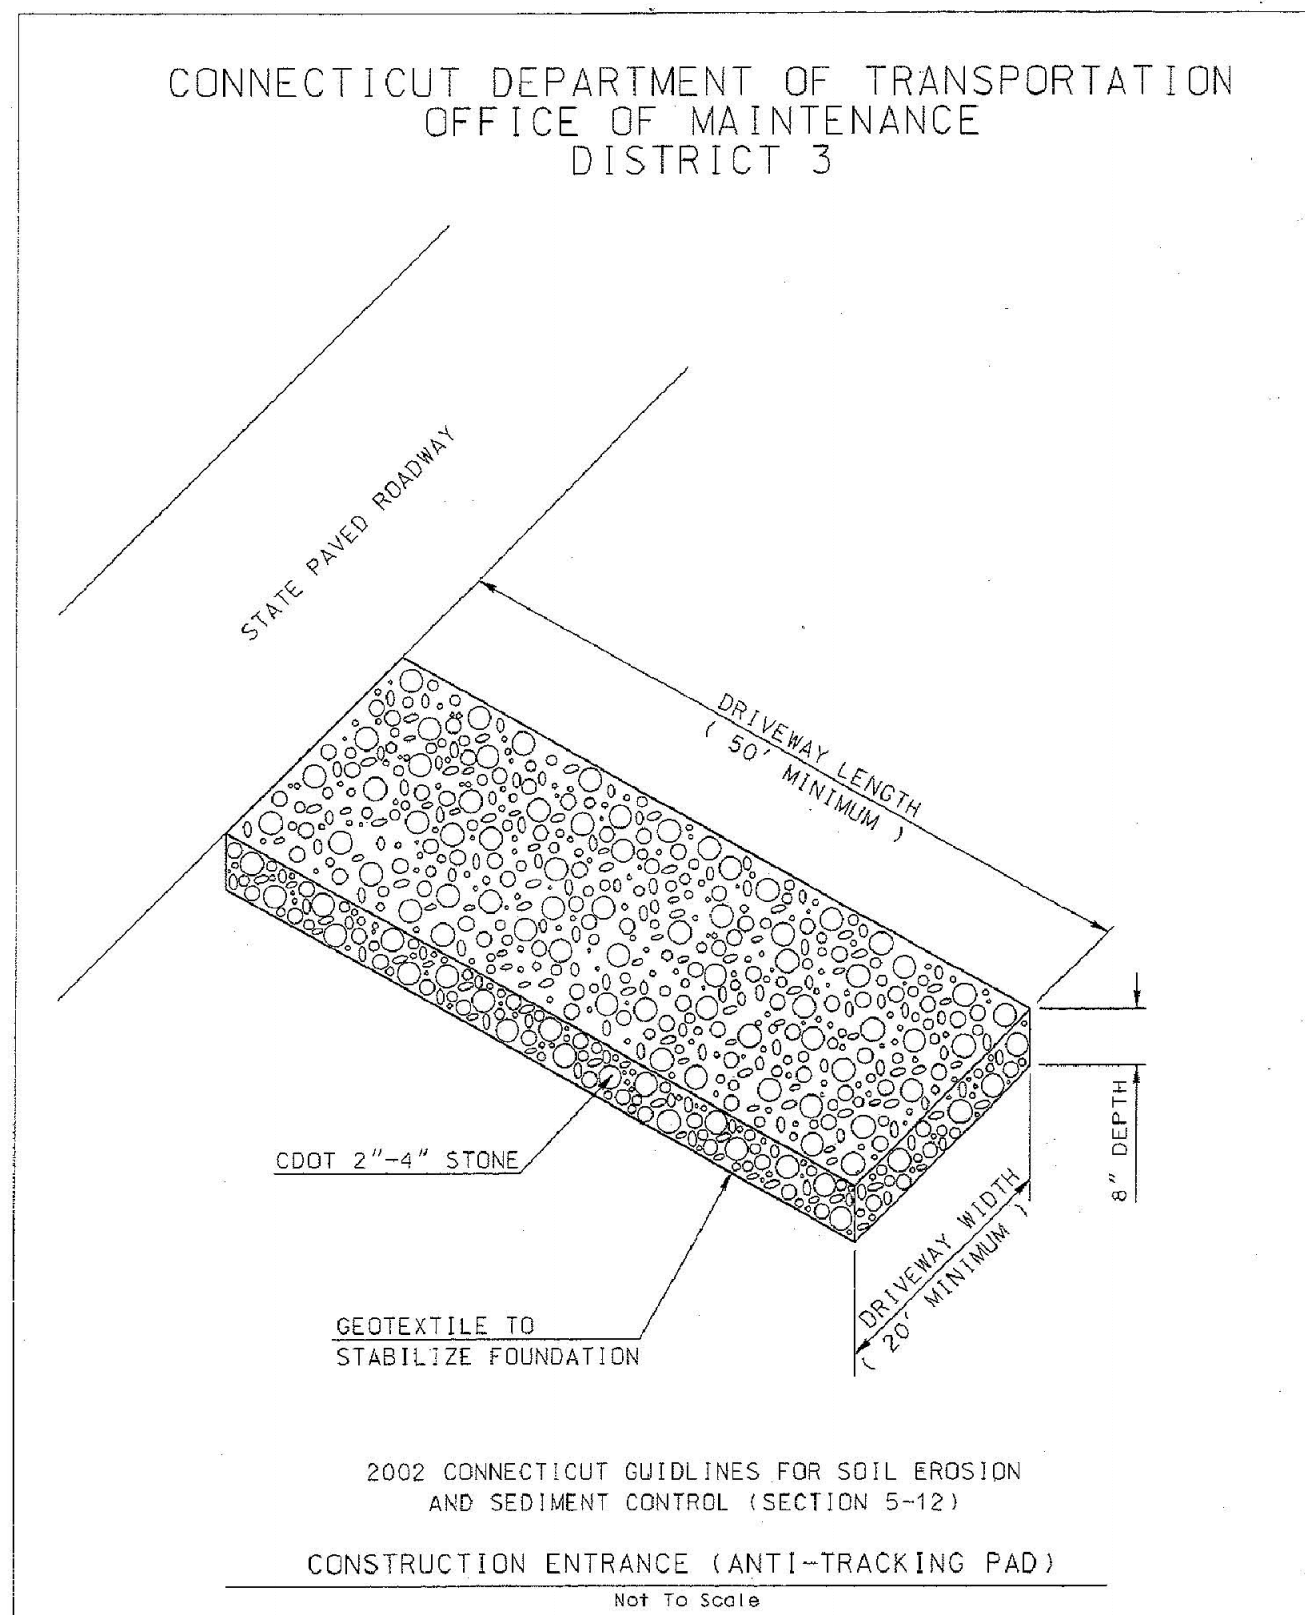 CONNECTICUT DEPARTMENT OF TRANSPORTATION
OFFICE OF MAINTENANCE
DISTRICT 3
STATE PAVED ROADWAY
DRIVEWAY LENGTH
( 50' MINIMUM )
8" DEPTH
CDOT 2"-4" STONE
DRIVEWAY WIDTH
( 20' MINIMUM )
GEOTEXTILE TO
STABILIZE FOUNDATION
2002 CONNECTICUT GUIDLINES FOR SOIL EROSION
AND SEDIMENT CONTROL (SECTION 5-12)
CONSTRUCTION ENTRANCE (ANTI-TRACKING PAD)
Not To Scale